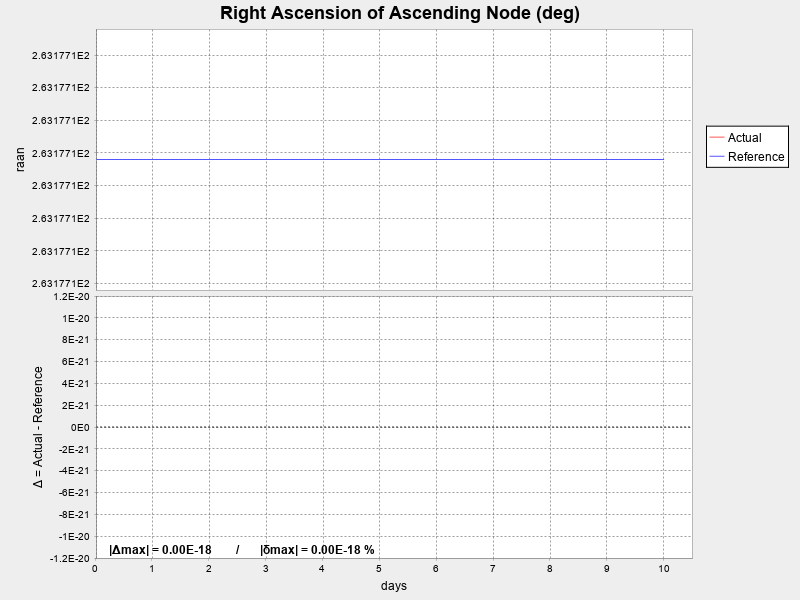 Right Ascension of Ascending Node (deg)
2.631771E2
2.631771E2
2.631771E2
2.631771E2
2.631771E2
2.631771E2
2.631771E2
2.631771E2
raan
Actual
Reference
1.2E-20
1E-20
8E-21
6E-21
4E-21
2E-21
0E0
-2E-21
-4E-21
-6E-21
-8E-21
-1E-20
-1.2E-20
Δ = Actual - Reference
|Δmax| = 0.00E-18 / |δmax| = 0.00E-18 %
0 1 2 3 4 5 6 7 8 9 10
days